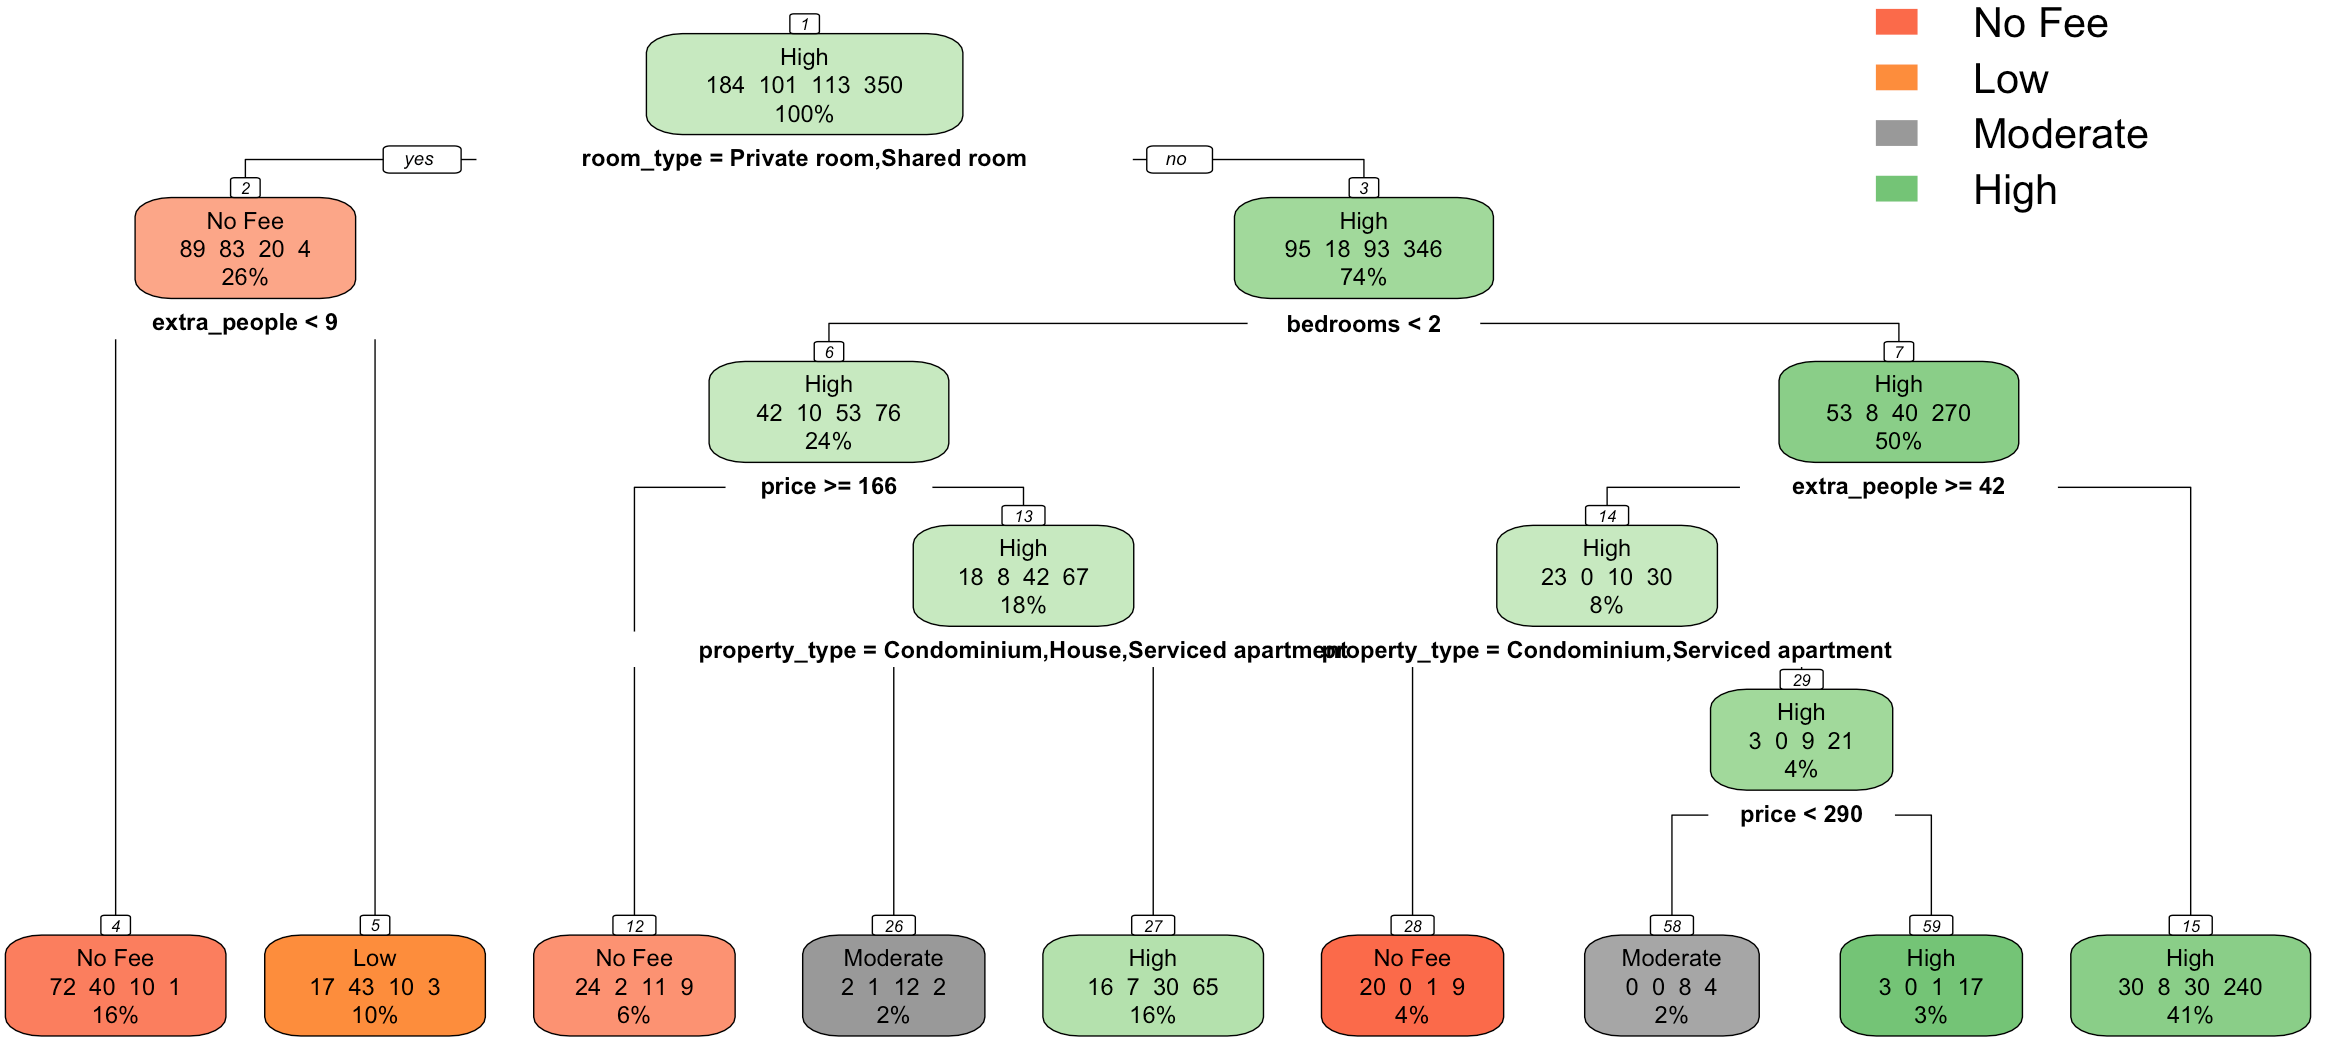 1
High
184 101 113 350
100%
No Fee
Low
Moderate
High
yes
room_type = Private room,Shared room
no
2
No Fee
89 83 20 4
26%
3
High
95 18 93 346
74%
extra_people < 9
bedrooms < 2
6
High
42 10 53 76
24%
7
High
53 8 40 270
50%
price >= 166
extra_people >= 42
13
High
18 8 42 67
18%
14
High
23 0 10 30
8%
property_type = Condominium,House,Serviced apartment
property_type = Condominium,Serviced apartment
29
High
3 0 9 21
4%
price < 290
4
No Fee
72 40 10 1
16%
5
Low
17 43 10 3
10%
12
No Fee
24 2 11 9
6%
26
Moderate
2 1 12 2
2%
27
High
16 7 30 65
16%
28
No Fee
20 0 1 9
4%
58
Moderate
0 0 8 4
2%
59
High
3 0 1 17
3%
15
High
30 8 30 240
41%